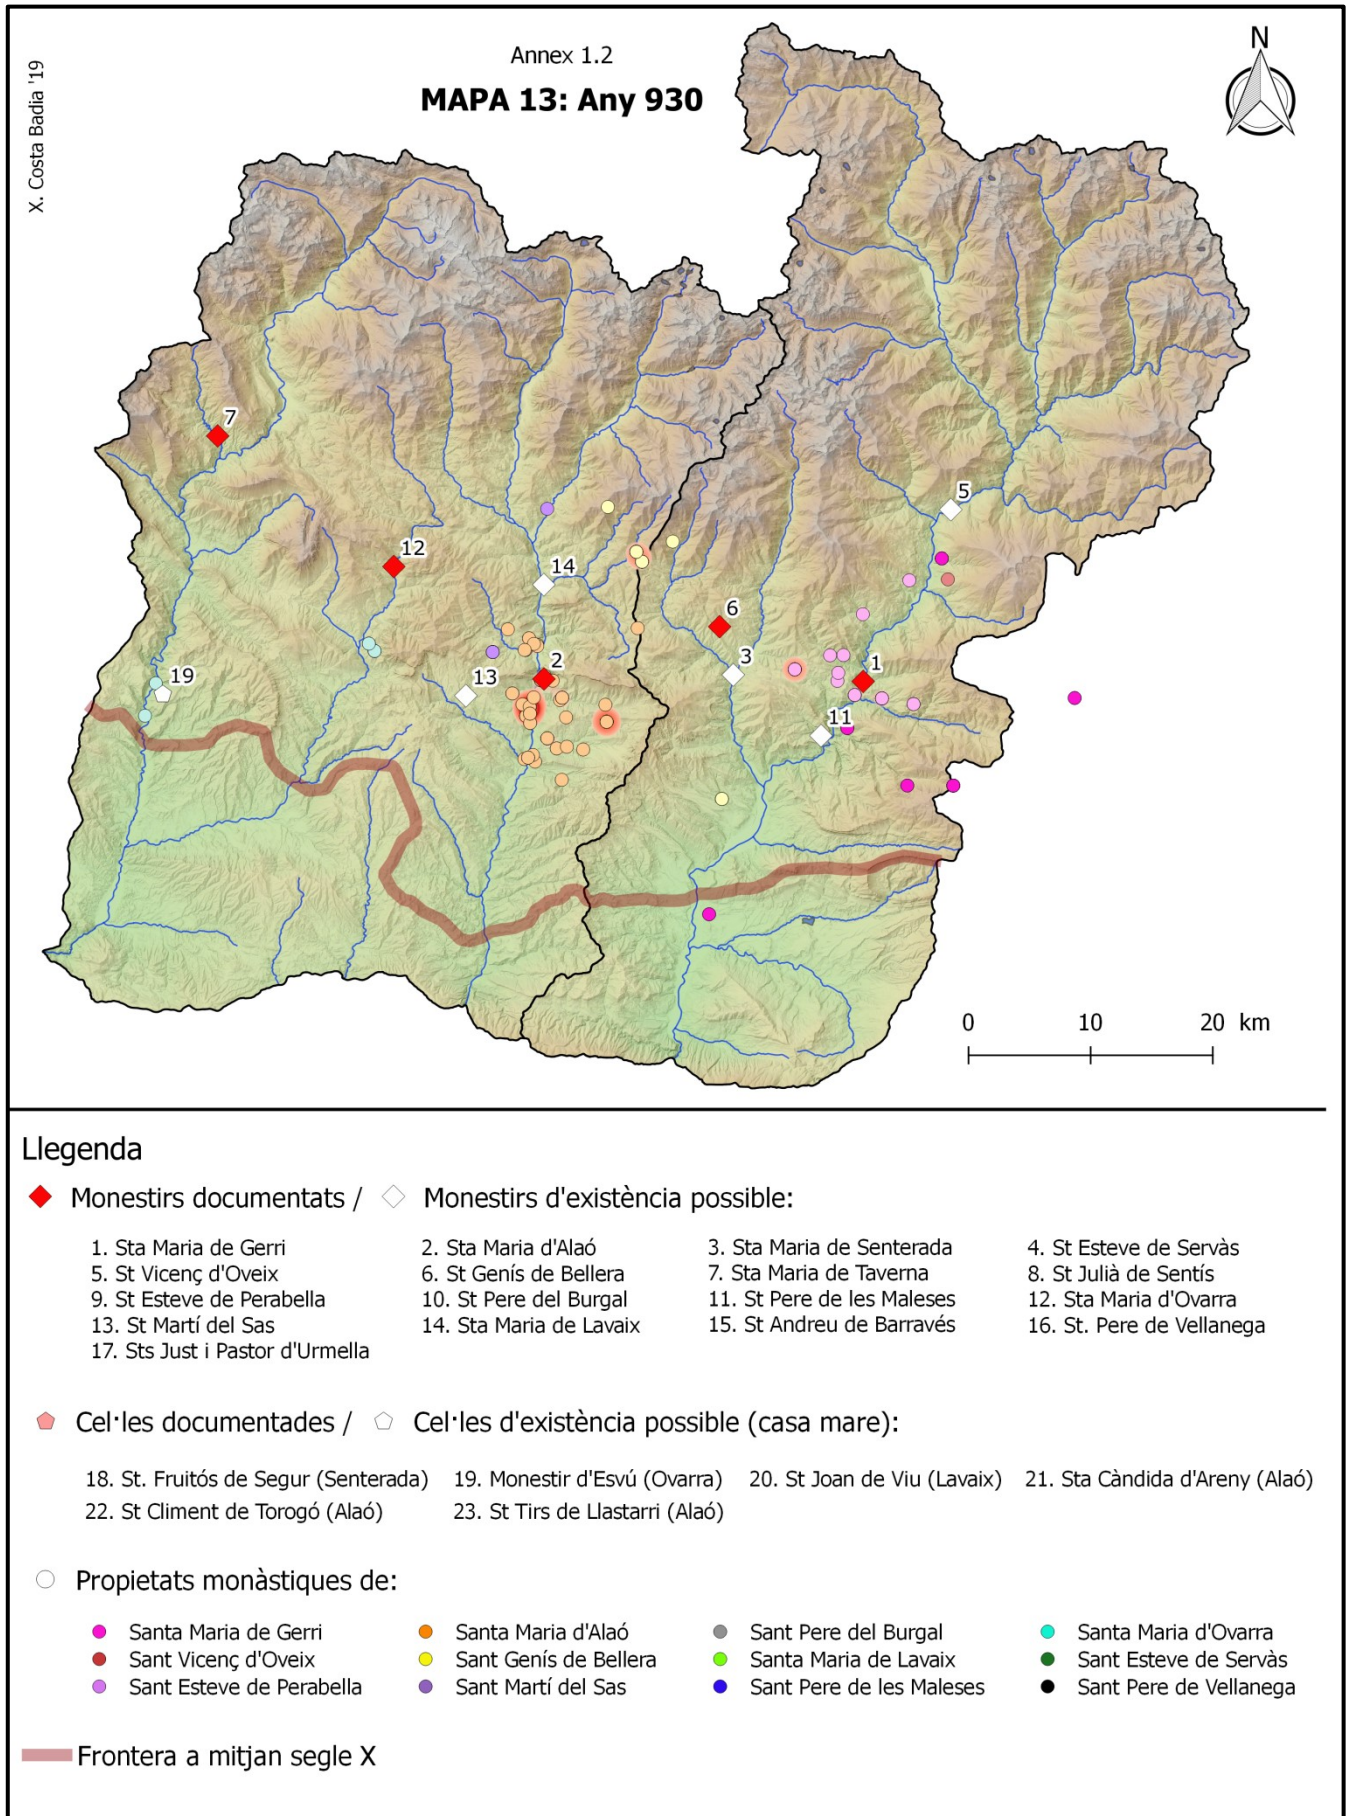 X. Costa Badia '19
Annex 1.2
MAPA 13: Any 930
N
7
5
12
14
6
19
13
2
3
1
11
0 10 20 km
Llegenda
Monestirs documentats / Monestirs d'existència possible:
1. Sta Maria de Gerri 2. Sta Maria d'Alaó 3. Sta Maria de Senterada 4. St Esteve de Servàs
5. St Vicenç d'Oveix 6. St Genís de Bellera 7. Sta Maria de Taverna 8. St Julià de Sentís
9. St Esteve de Perabella 10. St Pere del Burgal 11. St Pere de les Maleses 12. Sta Maria d'Ovarra
13. St Martí del Sas 14. Sta Maria de Lavaix 15. St Andreu de Barravés 16. St. Pere de Vellanega
17. Sts Just i Pastor d'Urmella
Cel·les documentades / Cel·les d'existència possible (casa mare):
18. St. Fruitós de Segur (Senterada) 19. Monestir d'Esvú (Ovarra) 20. St Joan de Viu (Lavaix) 21. Sta Càndida d'Areny (Alaó)
22. St Climent de Torogó (Alaó) 23. St Tirs de Llastarri (Alaó)
Propietats monàstiques de:
Santa Maria de Gerri Santa Maria d'Alaó Sant Pere del Burgal Santa Maria d'Ovarra
Sant Vicenç d'Oveix Sant Genís de Bellera Santa Maria de Lavaix Sant Esteve de Servàs
Sant Esteve de Perabella Sant Martí del Sas Sant Pere de les Maleses Sant Pere de Vellanega
Frontera a mitjan segle X